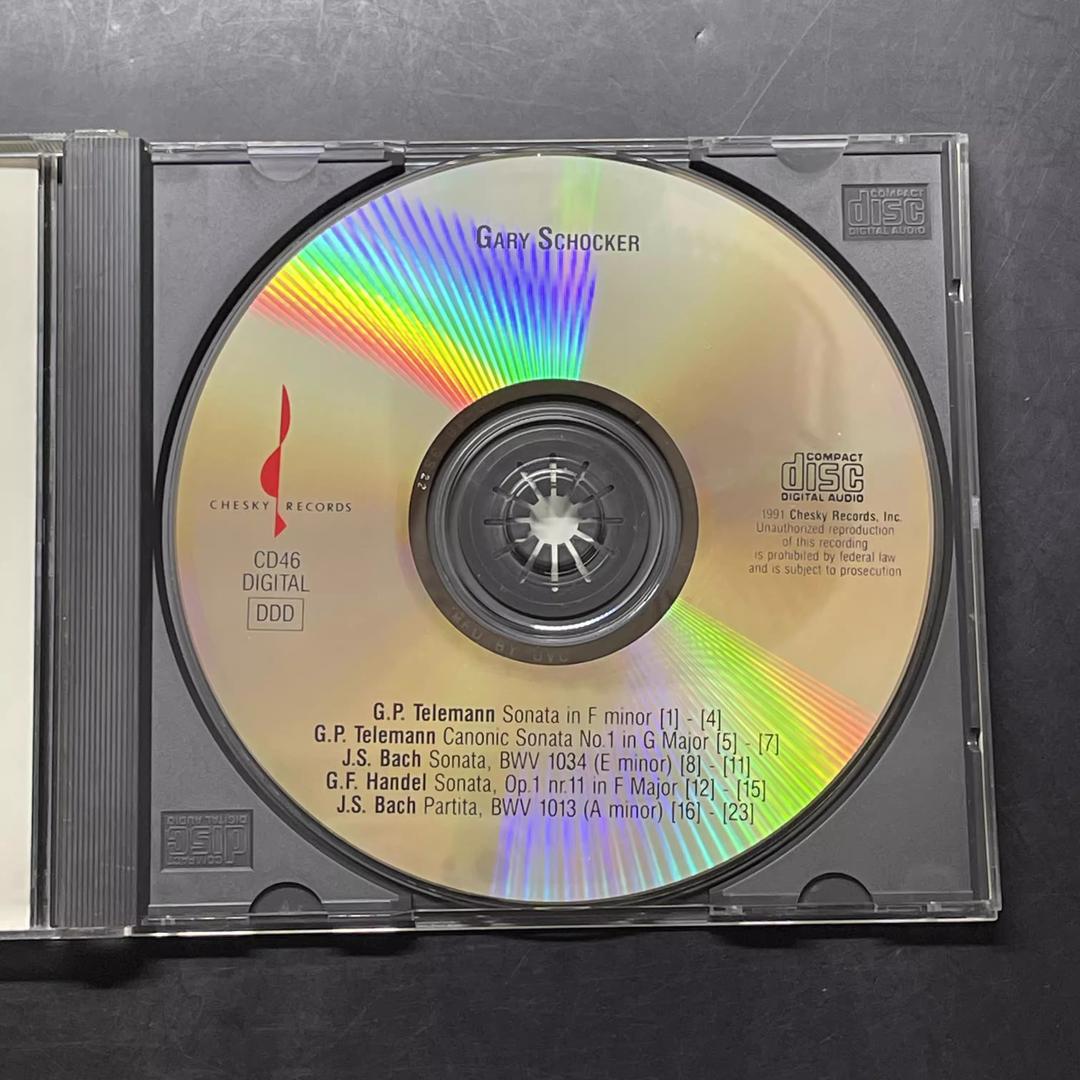 COMPACT
disc
DIGITAL AUDIO
GARY SCHOCKER
CHESKY RECORDS
CD46
DIGITAL
DDD
COMPACT
disc
DIGITAL AUDIO
1991 Chesky Records, Inc.
Unauthorized reproduction
of this recording
is prohibited by federal law
and is subject to prosecution
22
MFD BY JVC
G.P. Telemann Sonata in F minor [1] - [4]
G.P. Telemann Canonic Sonata No.1 in G Major [5] - [7]
J.S. Bach Sonata, BWV 1034 (E minor) [8] - [11]
G.F. Handel Sonata, Op.1 nr.11 in F Major [12] - [15]
J.S. Bach Partita, BWV 1013 (A minor) [16] - [23]
COMPACT
disc
DIGITAL AUDIO